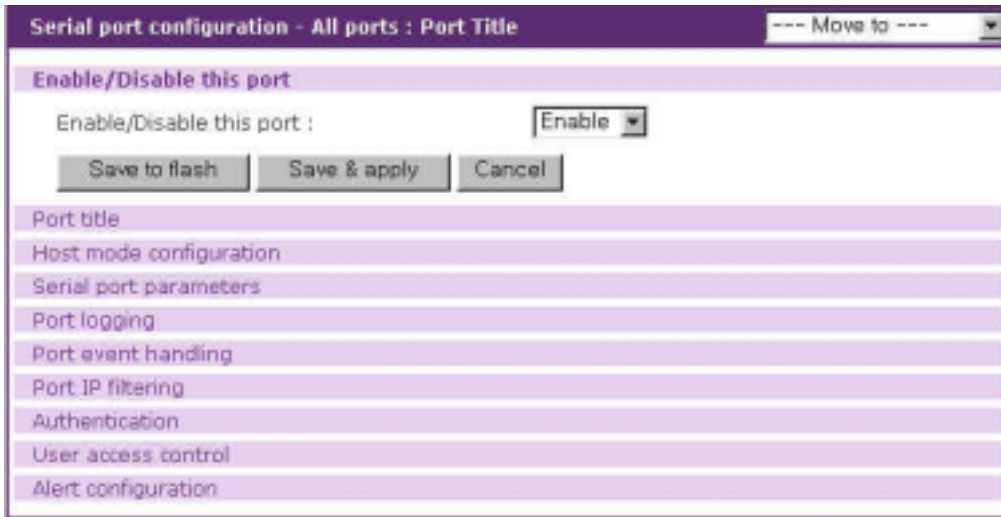 Serial port configuration - All ports : Port Title --- Move to ---
Enable/Disable this port
Enable/Disable this port : Enable
Save to flash Save & apply Cancel
Port title
Host mode configuration
Serial port parameters
Port logging
Port event handling
Port IP filtering
Authentication
User access control
Alert configuration